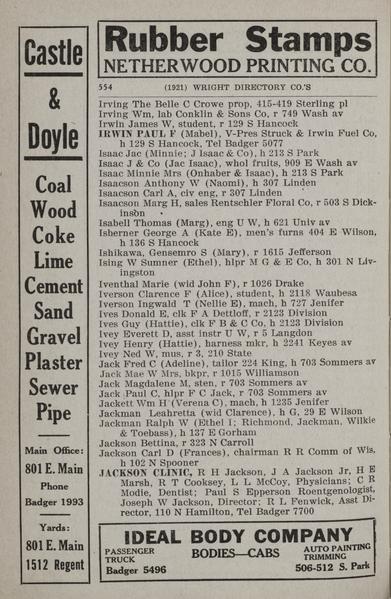 Castle
&
Doyle
Coal
Wood
Coke
Lime
Cement
Sand
Gravel
Plaster
Sewer
Pipe
Main Office:
801 E. Main
Phone
Badger 1993
Yards:
801 E. Main
1512 Regent
Rubber Stamps
NETHERWOOD PRINTING CO.
554 (1921) WRIGHT DIRECTORY CO.'S
Irving The Belle C Crowe prop, 415-419 Sterling pl
Irving Wm, lab Conklin & Sons Co, r 749 Wash av
Irwin James W, student, r 129 S Hancock
IRWIN PAUL F (Mabel), V-Pres Struck & Irwin Fuel Co,
h 129 S Hancock, Tel Badger 5077
Isaac Jac (Minnie; J Isaac & Co), h 213 S Park
Isaac J & Co (Jac Isaac), whol fruits, 909 E Wash av
Isaac Minnie Mrs (Onhaber & Isaac), h 213 S Park
Isaacson Anthony W (Naomi), h 307 Linden
Isaacson Carl A, civ eng, r 307 Linden
Isaacson Marg H, sales Rentschler Floral Co, r 503 S Dick-
inson
Isabell Thomas (Marg), eng U W, h 621 Univ av
Isberner George A (Kate E), men's furns 404 E Wilson,
h 136 S Hancock
Ishikawa, Gensemro S (Mary), r 1615 Jefferson
Ising W Sumner (Ethel), hlpr M G & E Co, h 301 N Liv-
ingston
Iventhal Marie (wid John F), r 1026 Drake
Iverson Clarence F (Alice), student, h 2118 Waubesa
Iverson Ingwald T (Nellie E), mach, h 727 Jenifer
Ives Donald E, clk F A Dettloff, r 2123 Division
Ives Guy (Hattie), clk F B & C Co, h 2123 Division
Ivey Everett D, asst instr U W, r 5 Langdon
Ivey Henry (Hattie), harness mkr, h 2241 Keyes av
Ivey Ned W, mus, r 3, 210 State
Jack Fred C (Adeline), tailor 224 King, h 703 Sommers av
Jack Mae W Mrs, bkpr, r 1015 Williamson
Jack Magdalene M, sten, r 703 Sommers av
Jack Paul C, hlpr F C Jack, r 703 Sommers av
Jackett Wm H (Verena C), mach, h 1235 Jenifer
Jackman Leahretta (wid Clarence), h G, 29 E Wilson
Jackman Ralph W (Ethel I; Richmond, Jackman, Wilkie
& Toebass), h 137 E Gorham
Jackson Bettina, r 323 N Carroll
Jackson Carl D (Frances), chairman R R Comm of Wis,
h 102 N Spooner
JACKSON CLINIC, R H Jackson, J A Jackson Jr, H E
Marsh, R T Cooksey, L L McCoy, Physicians; C R
Modie, Dentist; Paul S Epperson Roentgenologist,
Joseph W Jackson, Director; R L Fenwick, Asst Di-
rector, 110 N Hamilton, Tel Badger 7700
IDEAL BODY COMPANY
PASSENGER TRUCK BODIES—CABS AUTO PAINTING TRIMMING
Badger 5496 506-512 S. Park